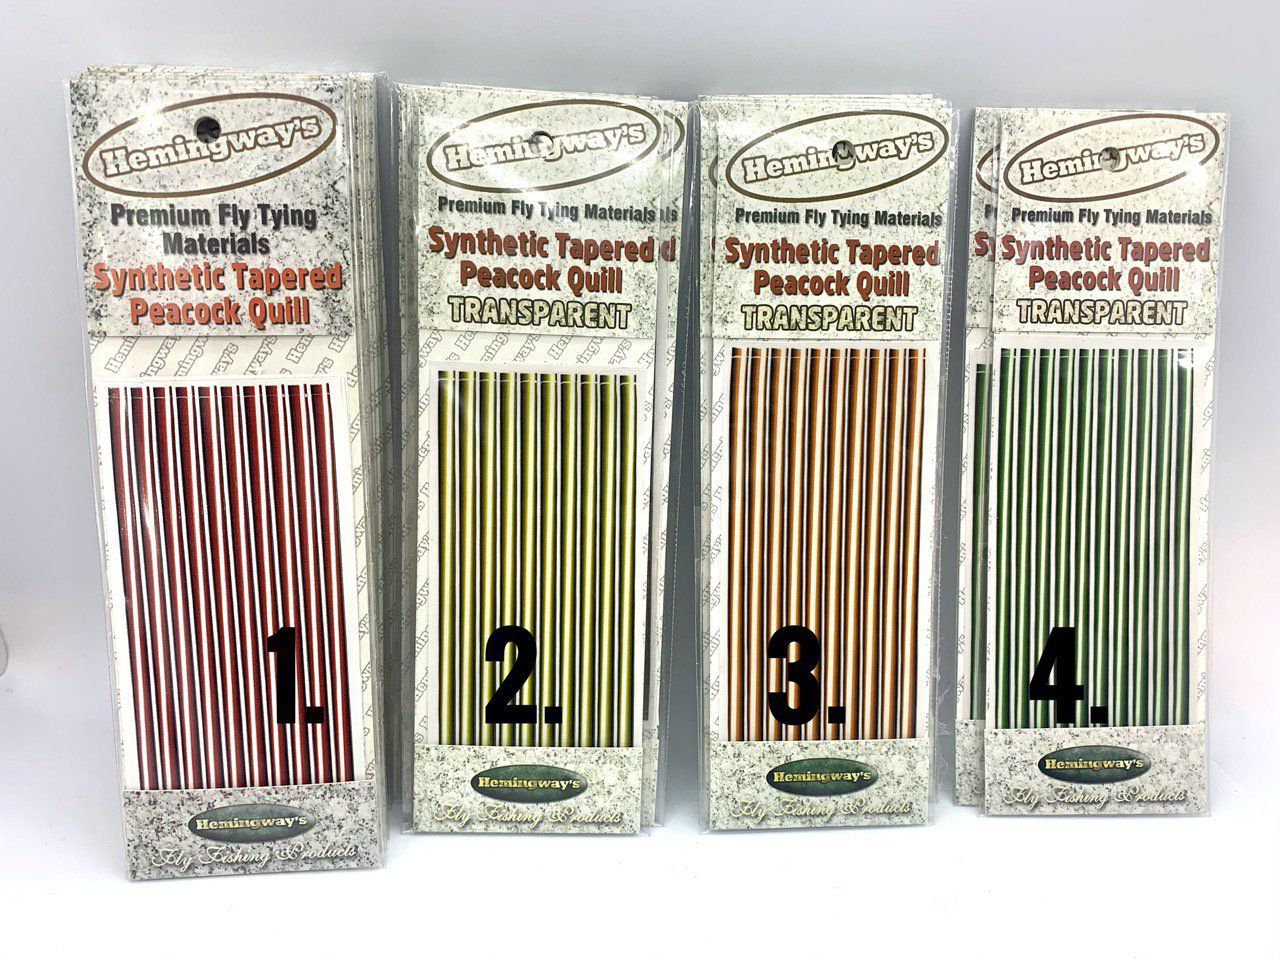 Hemingway's
Premium Fly Tying
Materials
Synthetic Tapered
Peacock Quill
1.
Hemingway's
Fly Fishing Products
Hemingway's
Premium Fly Tying Materials
Synthetic Tapered
Peacock Quill
TRANSPARENT
2.
Hemingway's
Fly Fishing Products
Hemingway's
Premium Fly Tying Materials
Synthetic Tapered
Peacock Quill
TRANSPARENT
3.
Hemingway's
Fly Fishing Products
Hemingway's
Premium Fly Tying Materials
Synthetic Tapered
Peacock Quill
TRANSPARENT
4.
Hemingway's
Fly Fishing Products